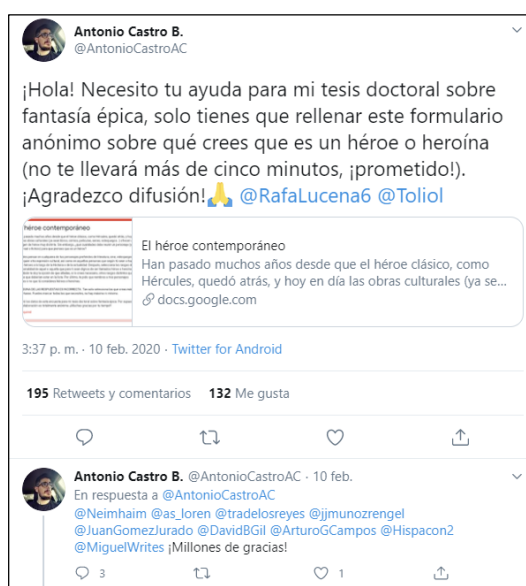 Antonio Castro B.
@AntonioCastroAC
¡Hola! Necesito tu ayuda para mi tesis doctoral sobre
fantasía épica, solo tienes que rellenar este formulario
anónimo sobre qué crees que es un héroe o heroína
(no te llevará más de cinco minutos, ¡prometido!).
¡Agradezco difusión!🙏 @RafaLucena6 @Toliol
héroe contemporáneo
El héroe contemporáneo
Han pasado muchos años desde que el héroe clásico, como
Hércules, quedó atrás, y hoy en día las obras culturales (ya se...
docs.google.com
3:37 p. m. · 10 feb. 2020 · Twitter for Android
195 Retweets y comentarios 132 Me gusta
Antonio Castro B. @AntonioCastroAC · 10 feb.
En respuesta a @AntonioCastroAC
@Neimhaim @as_loren @tradelosreyes @jjmunozrengel
@JuanGomezJurado @DavidBGil @ArturoGCampos @Hispacon2
@MiguelWrites ¡Millones de gracias!
3 1